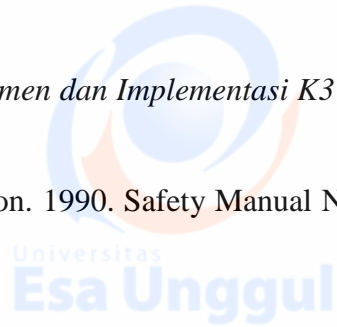 men dan Implementasi K3
on. 1990. Safety Manual N
Universitas
Esa Unggul